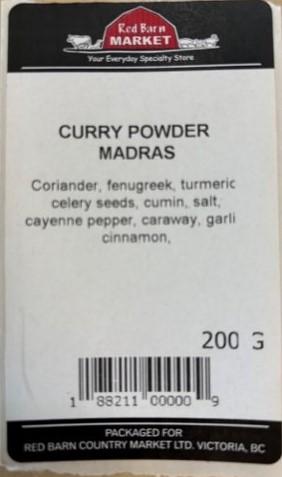 Red Barn
MARKET
Your Everyday Specialty Store
CURRY POWDER
MADRAS
Coriander, fenugreek, turmeric
celery seeds, cumin, salt,
cayenne pepper, caraway, garli
cinnamon,
200 G
1 88211 00000 9
PACKAGED FOR
RED BARN COUNTRY MARKET LTD. VICTORIA, BC